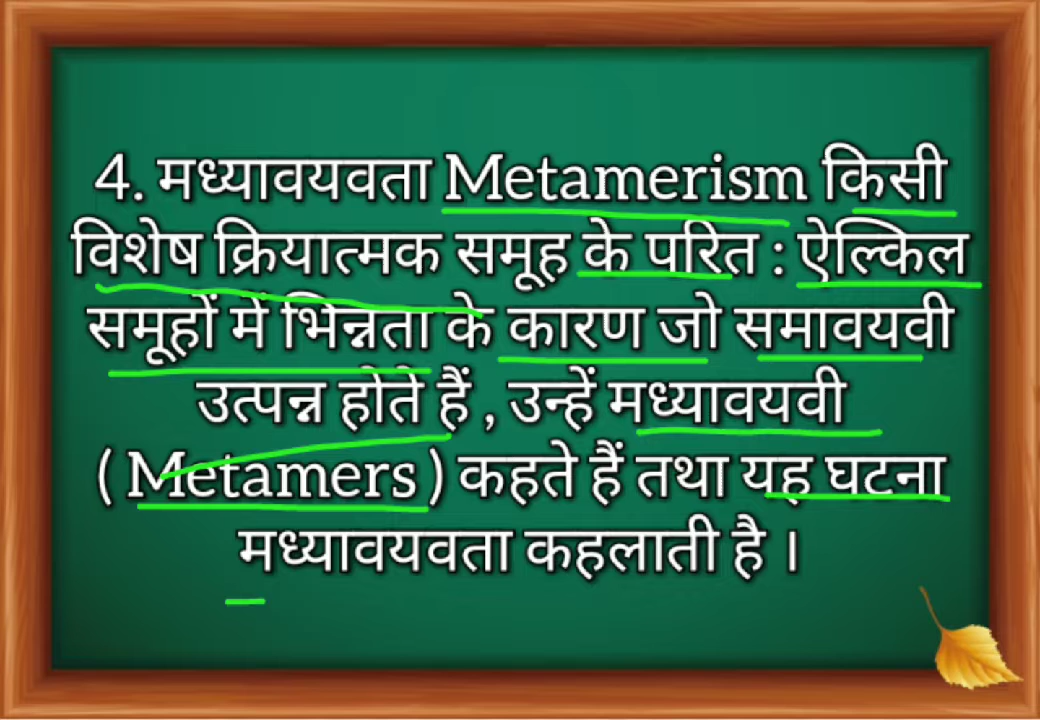 4. मध्यावयवता Metamerism किसी
विशेष क्रियात्मक समूह के परित : ऐल्किल
समूहों में भिन्नता के कारण जो समावयवी
उत्पन्न होते हैं , उन्हें मध्यावयवी
( Metamers ) कहते हैं तथा यह घटना
मध्यावयवता कहलाती है ।